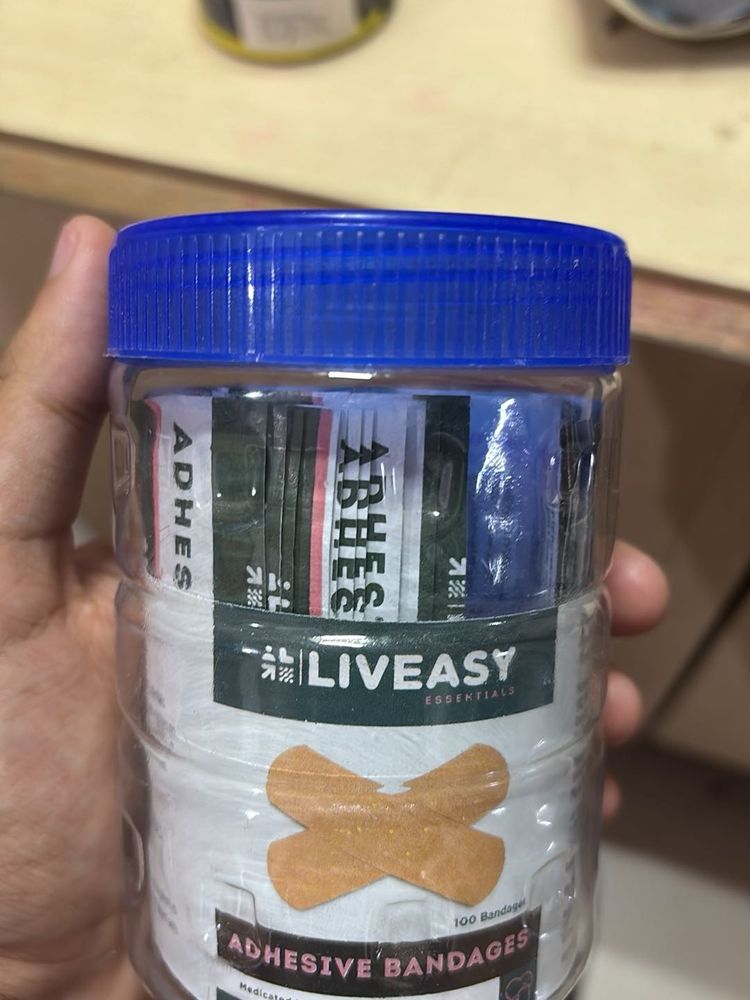 ADHES
ADHES
ADHES
LIVEASY
ESSENTIALS
100 Bandages
ADHESIVE BANDAGES
Medicated